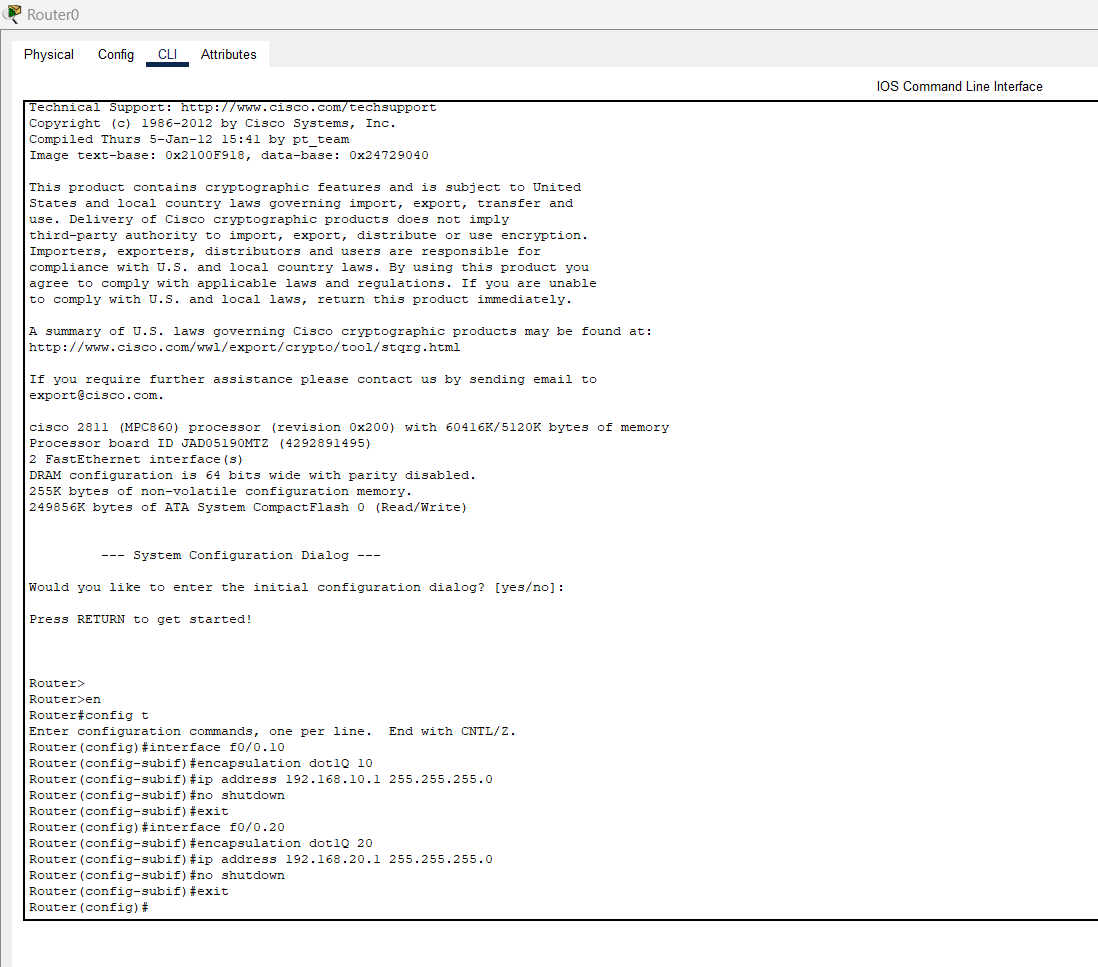 Router0
Physical Config CLI Attributes
IOS Command Line Interface
Technical Support: http://www.cisco.com/techsupport
Copyright (c) 1986-2012 by Cisco Systems, Inc.
Compiled Thurs 5-Jan-12 15:41 by pt_team
Image text-base: 0x2100F918, data-base: 0x24729040
This product contains cryptographic features and is subject to United
States and local country laws governing import, export, transfer and
use. Delivery of Cisco cryptographic products does not imply
third-party authority to import, export, distribute or use encryption.
Importers, exporters, distributors and users are responsible for
compliance with U.S. and local country laws. By using this product you
agree to comply with applicable laws and regulations. If you are unable
to comply with U.S. and local laws, return this product immediately.
A summary of U.S. laws governing Cisco cryptographic products may be found at:
http://www.cisco.com/wwl/export/crypto/tool/stqrg.html
If you require further assistance please contact us by sending email to
export@cisco.com.
cisco 2811 (MPC860) processor (revision 0x200) with 60416K/5120K bytes of memory
Processor board ID JAD05190MTZ (4292891495)
2 FastEthernet interface(s)
DRAM configuration is 64 bits wide with parity disabled.
255K bytes of non-volatile configuration memory.
249856K bytes of ATA System CompactFlash 0 (Read/Write)
--- System Configuration Dialog ---
Would you like to enter the initial configuration dialog? [yes/no]:
Press RETURN to get started!
Router>
Router>en
Router#config t
Enter configuration commands, one per line.  End with CNTL/Z.
Router(config)#interface f0/0.10
Router(config-subif)#encapsulation dot1Q 10
Router(config-subif)#ip address 192.168.10.1 255.255.255.0
Router(config-subif)#no shutdown
Router(config-subif)#exit
Router(config)#interface f0/0.20
Router(config-subif)#encapsulation dot1Q 20
Router(config-subif)#ip address 192.168.20.1 255.255.255.0
Router(config-subif)#no shutdown
Router(config-subif)#exit
Router(config)#